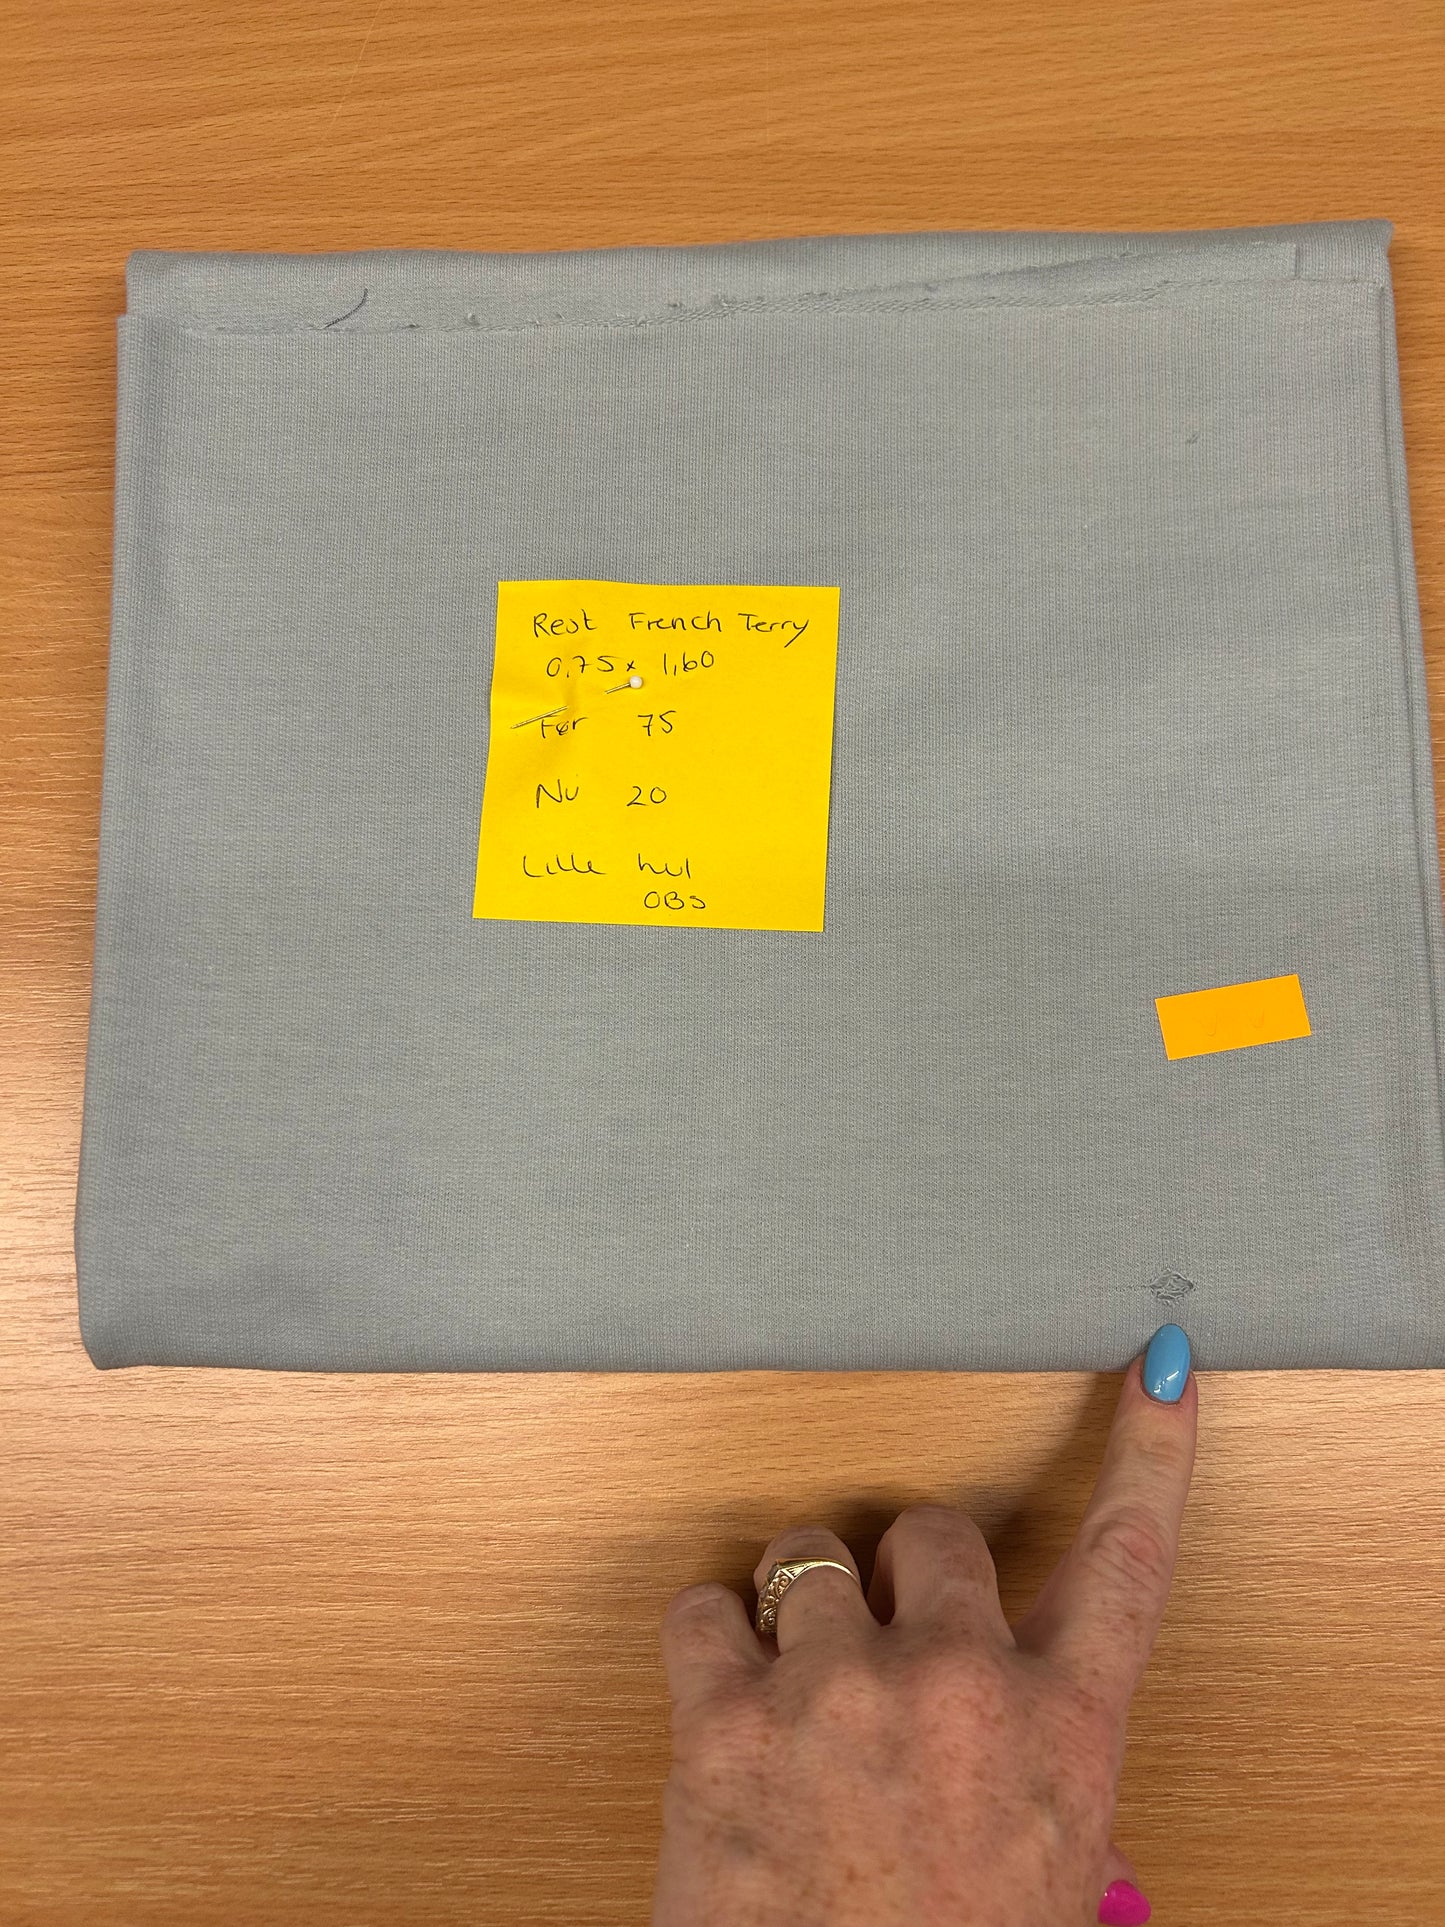 Rest French Terry
0,75 x 1,60
Før 75
Nu 20
Lille hul
OBS